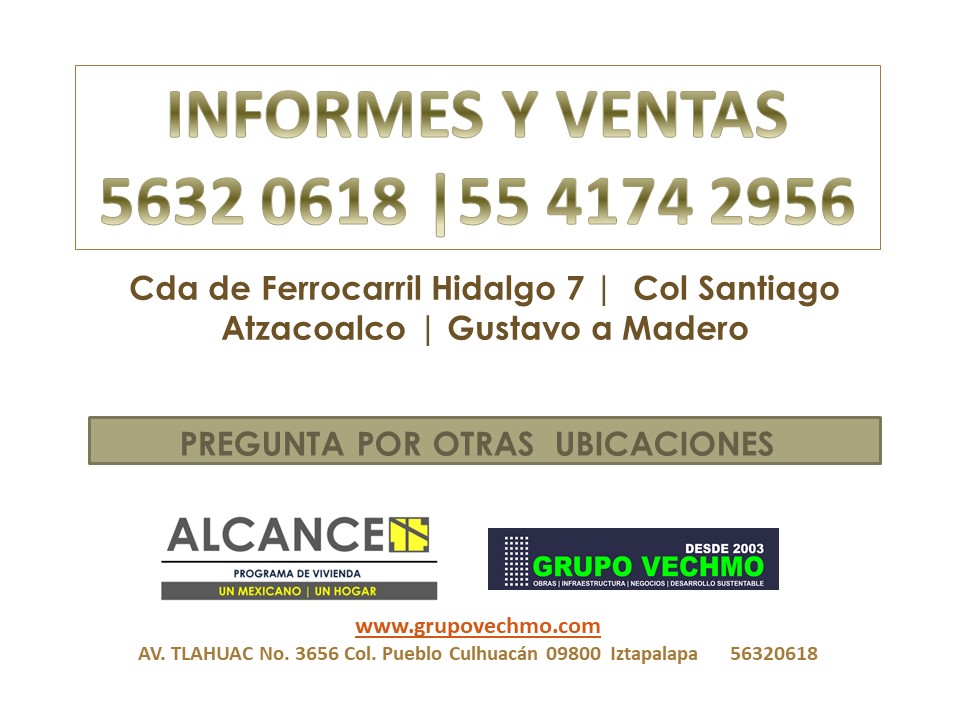 INFORMES Y VENTAS
5632 0618 |55 4174 2956
Cda de Ferrocarril Hidalgo 7 | Col Santiago
Atzacoalco | Gustavo a Madero
PREGUNTA POR OTRAS UBICACIONES
ALCANCE
PROGRAMA DE VIVIENDA
UN MEXICANO | UN HOGAR
DESDE 2003
GRUPO VECHMO
OBRAS | INFRAESTRUCTURA | NEGOCIOS | DESARROLLO SUSTENTABLE
www.grupovechmo.com
AV. TLAHUAC No. 3656 Col. Pueblo Culhuacán 09800 Iztapalapa 56320618